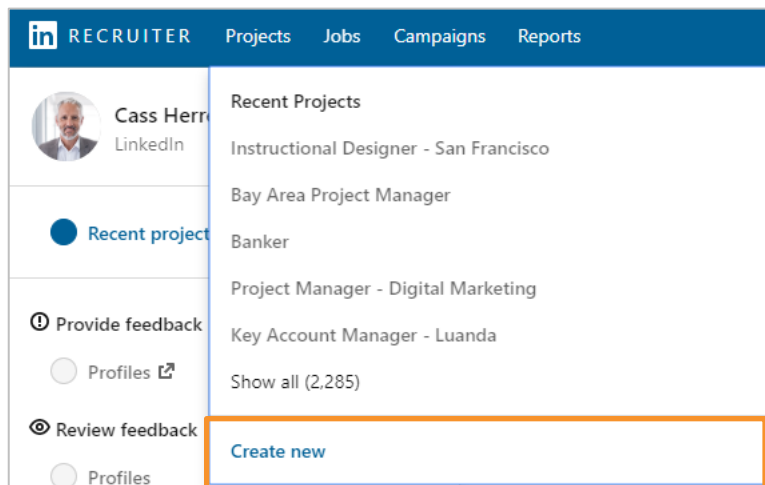 in RECRUITER Projects Jobs Campaigns Reports
Cass Herr
LinkedIn
Recent project
Provide feedback
Profiles
Review feedback
Profiles
Recent Projects
Instructional Designer - San Francisco
Bay Area Project Manager
Banker
Project Manager - Digital Marketing
Key Account Manager - Luanda
Show all (2,285)
Create new